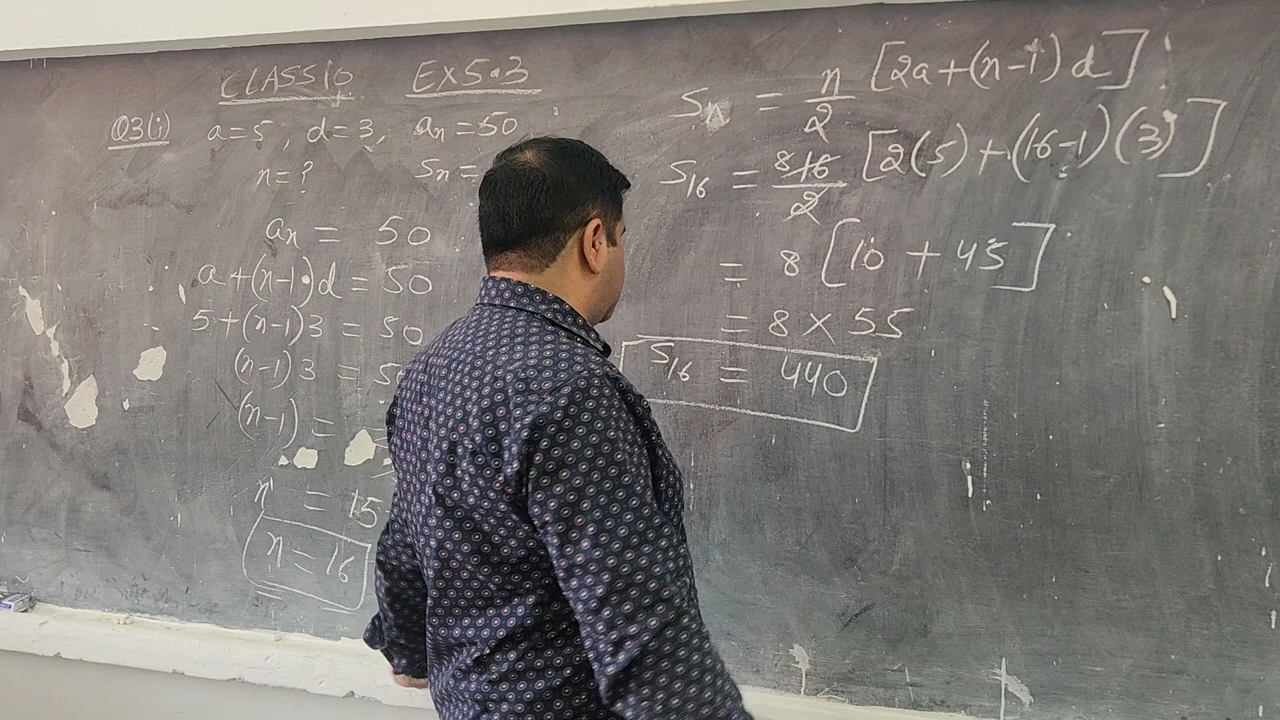 CLASS 10 EX 5.3
Q3(i) a=5, d=3, an=50
n=? Sn=
an = 50
a+(n-1)d = 50
5+(n-1)3 = 50
(n-1)3 = 5
(n-1) =
= 15
n=16
Sn = n/2 [2a+(n-1)d]
S16 = 8 16/2 [2(5)+(16-1)(3)]
= 8 [10 + 45]
= 8 × 55
S16 = 440